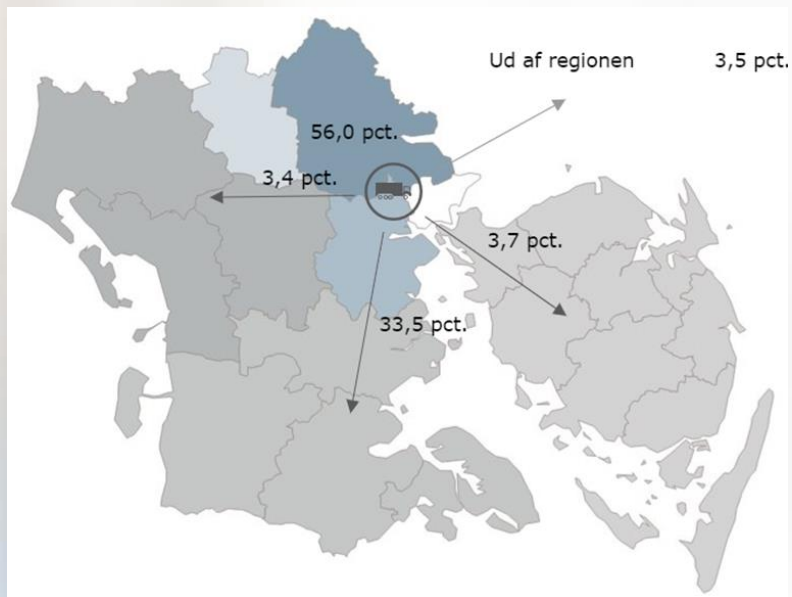 Ud af regionen 3,5 pct.
56,0 pct.
3,4 pct.
3,7 pct.
33,5 pct.